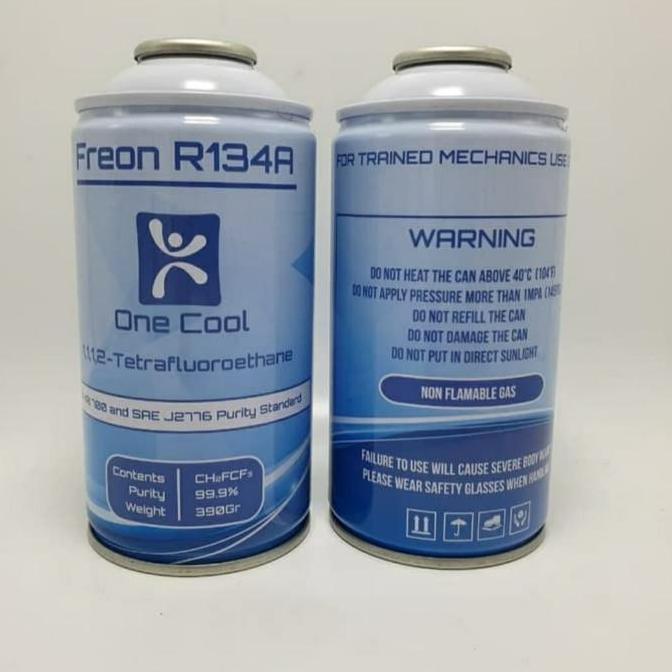 Freon R134A
One Cool
1,1,1,2-Tetrafluoroethane
700 and SAE J2776 Purity Standard
Contents CH₂FCF₃
Purity 99.9%
Weight 390Gr
FOR TRAINED MECHANICS USE
WARNING
DO NOT HEAT THE CAN ABOVE 40°C (104°F)
DO NOT APPLY PRESSURE MORE THAN 1MPA
DO NOT REFILL THE CAN
DO NOT DAMAGE THE CAN
DO NOT PUT IN DIRECT SUNLIGHT
NON FLAMABLE GAS
FAILURE TO USE WILL CAUSE SEVERE BODY
PLEASE WEAR SAFETY GLASSES WHEN